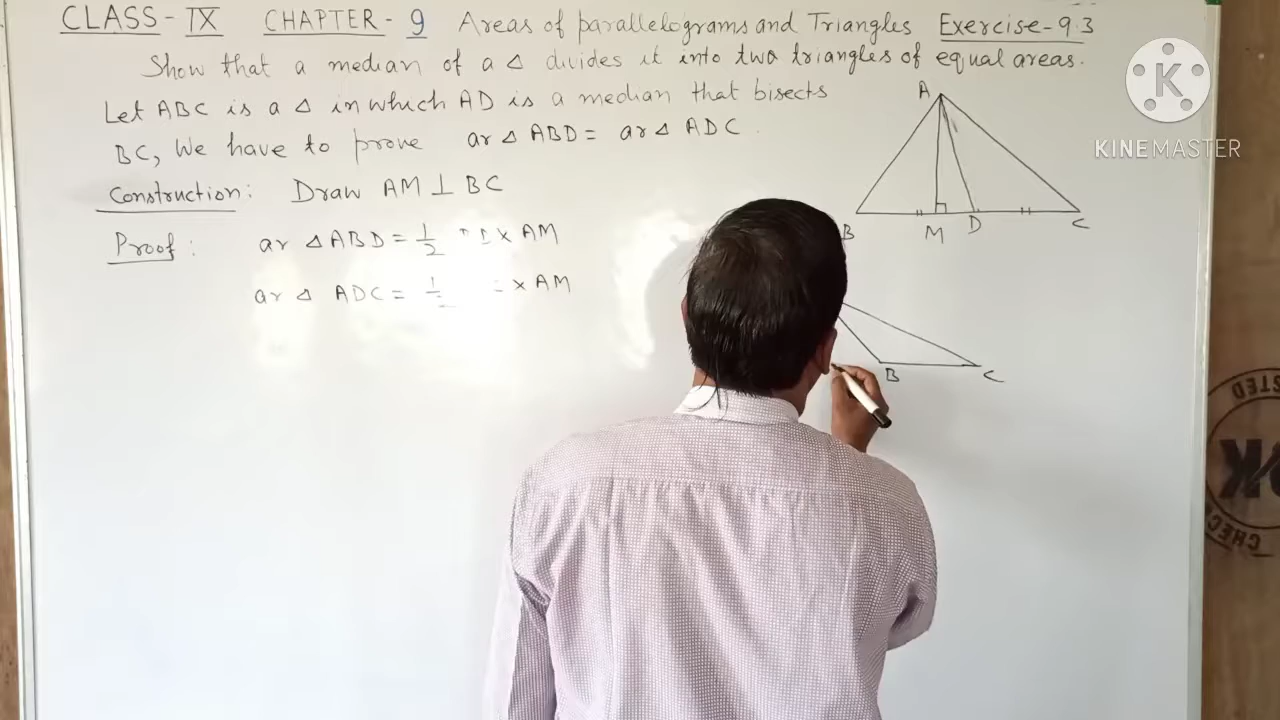 CLASS - IX CHAPTER - 9 Areas of parallelograms and Triangles Exercise - 9.3
Show that a median of a △ divides it into two triangles of equal areas.
Let ABC is a △ in which AD is a median that bisects
BC, We have to prove ar △ ABD = ar △ ADC
Construction: Draw AM ⊥ BC
Proof: ar △ ABD = 1/2 × AM
ar △ ADC = × AM
A
B M D C
B C
K
KINEMASTER
CHEC